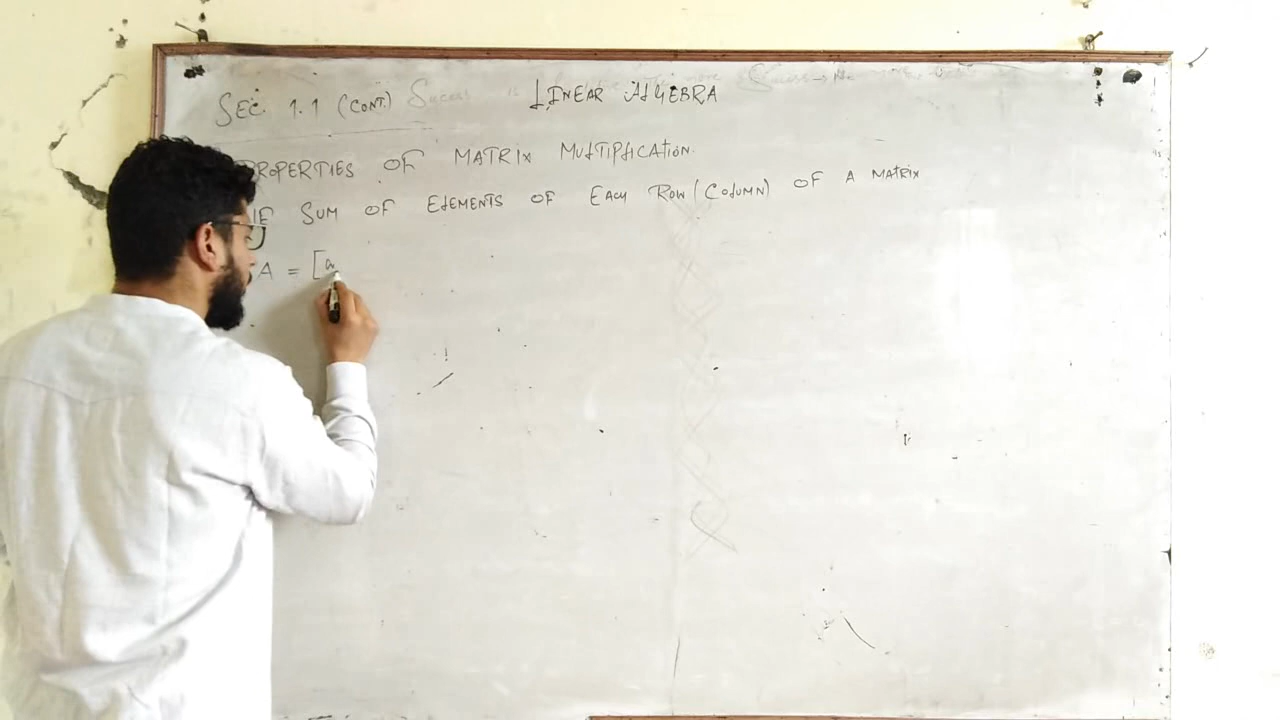 SEC. 1.1 (CONT.) LINEAR ALGEBRA
PROPERTIES OF MATRIX MULTIPLICATION.
IF SUM OF ELEMENTS OF EACH ROW (COLUMN) OF A MATRIX
A = [a